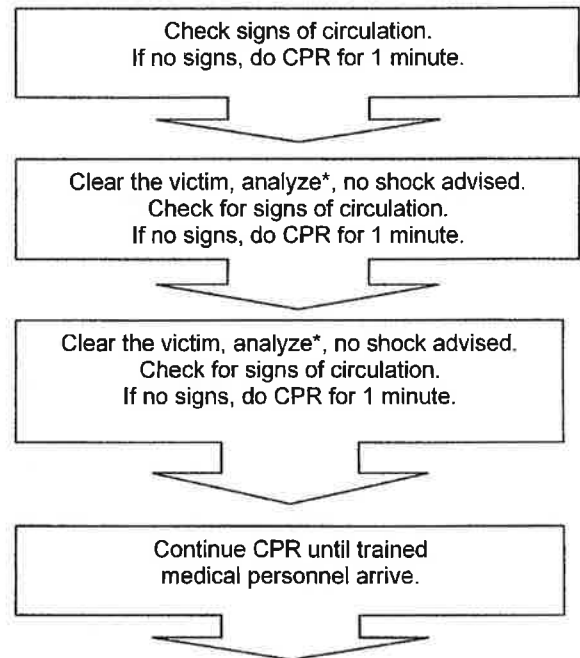 Check signs of circulation.
If no signs, do CPR for 1 minute.
Clear the victim, analyze*, no shock advised.
Check for signs of circulation.
If no signs, do CPR for 1 minute.
Clear the victim, analyze*, no shock advised.
Check for signs of circulation.
If no signs, do CPR for 1 minute.
Continue CPR until trained
medical personnel arrive.